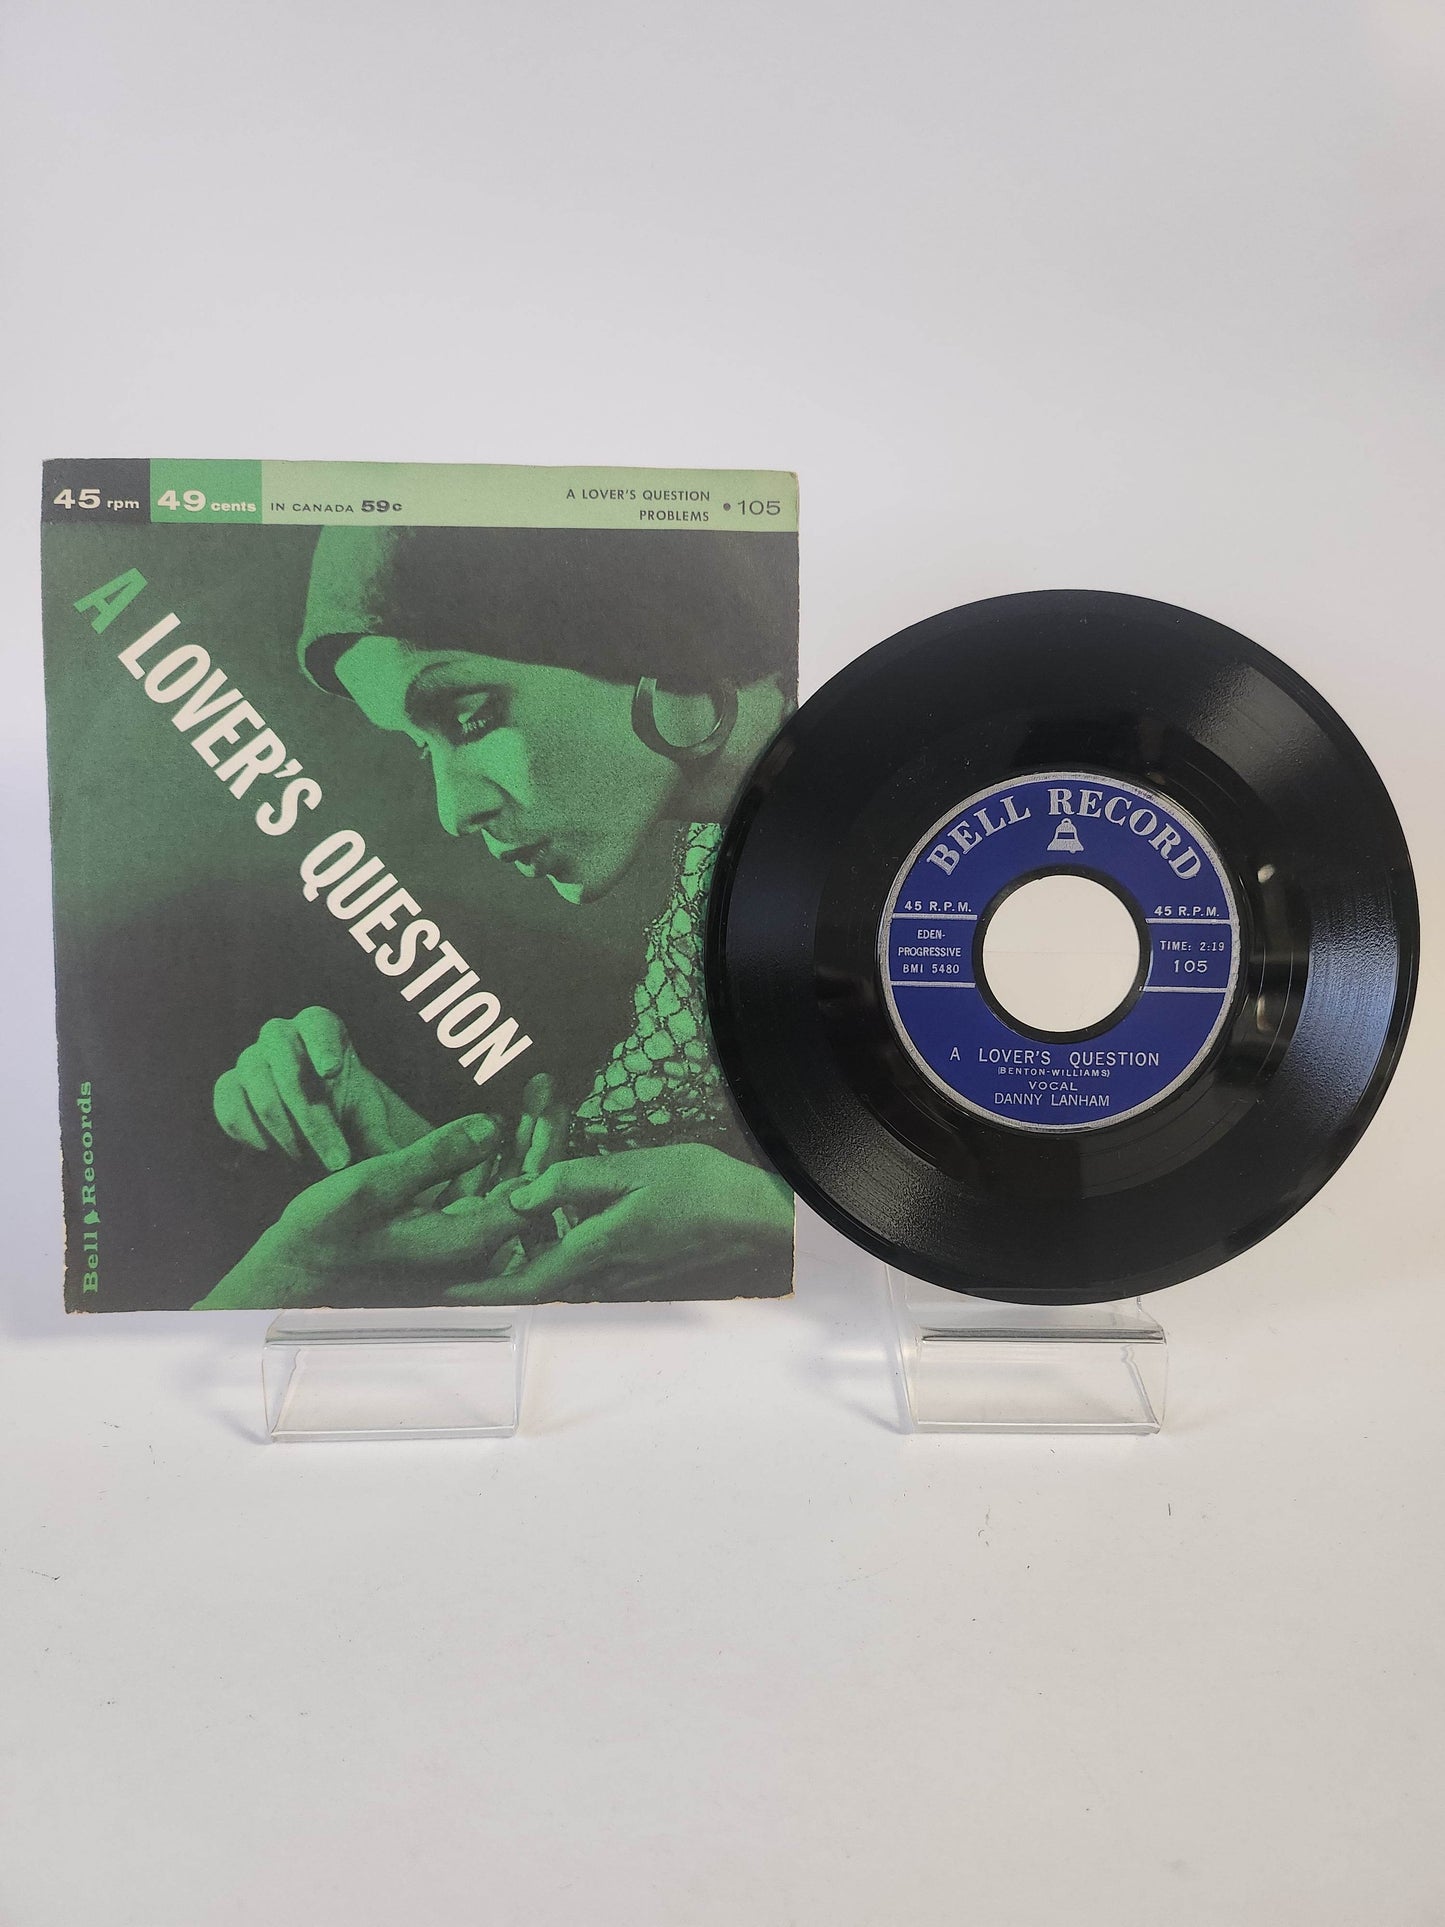 45 rpm 49 cents IN CANADA 59c
A LOVER'S QUESTION
PROBLEMS • 105
A LOVER'S QUESTION
Bell Records
BELL RECORD
45 R.P.M. 45 R.P.M.
EDEN-
PROGRESSIVE
BMI 5480
TIME: 2:19
105
A LOVER'S QUESTION
(BENTON-WILLIAMS)
VOCAL
DANNY LANHAM